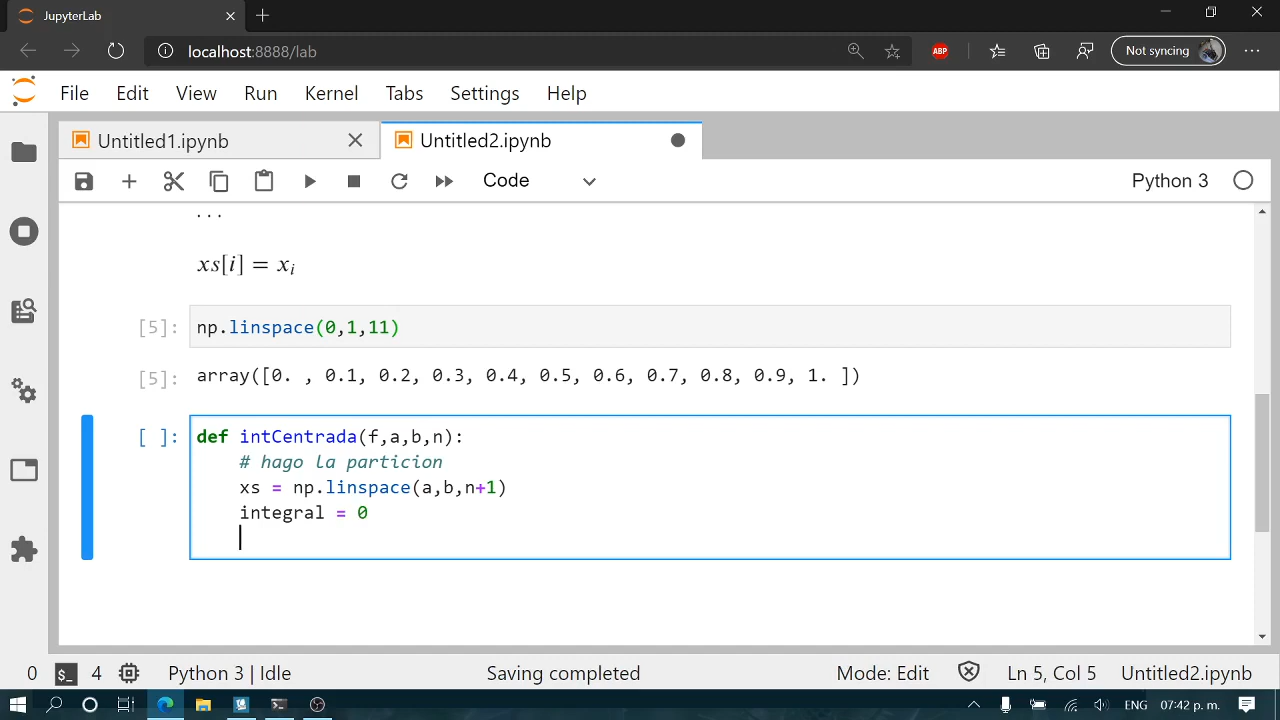 JupyterLab
localhost:8888/lab
ABP
Not syncing
File Edit View Run Kernel Tabs Settings Help
Untitled1.ipynb
Untitled2.ipynb
Code
Python 3
...
xs[i] = xᵢ
[5]: np.linspace(0,1,11)
[5]: array([0. , 0.1, 0.2, 0.3, 0.4, 0.5, 0.6, 0.7, 0.8, 0.9, 1. ])
[ ]: def intCentrada(f,a,b,n):
# hago la particion
xs = np.linspace(a,b,n+1)
integral = 0
0 $_ 4 Python 3 | Idle Saving completed Mode: Edit Ln 5, Col 5 Untitled2.ipynb
ENG 07:42 p. m.